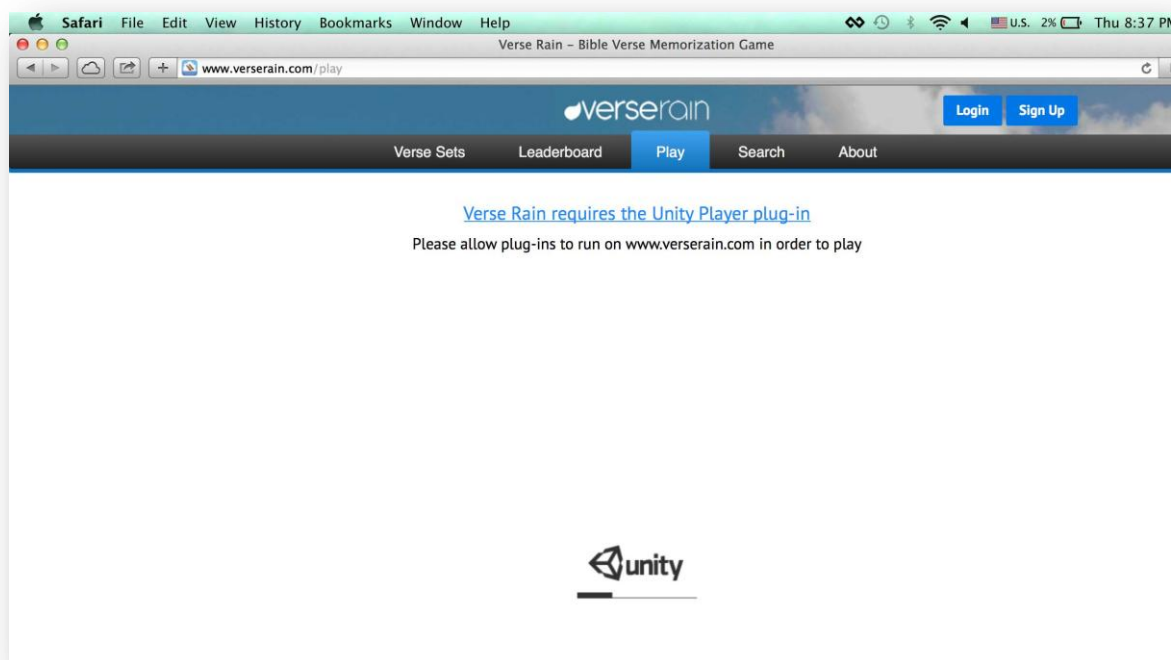 Safari File Edit View History Bookmarks Window Help U.S. 2% Thu 8:37 PM
Verse Rain – Bible Verse Memorization Game
www.verserain.com/play
verserain Login Sign Up
Verse Sets Leaderboard Play Search About
Verse Rain requires the Unity Player plug-in
Please allow plug-ins to run on www.verserain.com in order to play
unity